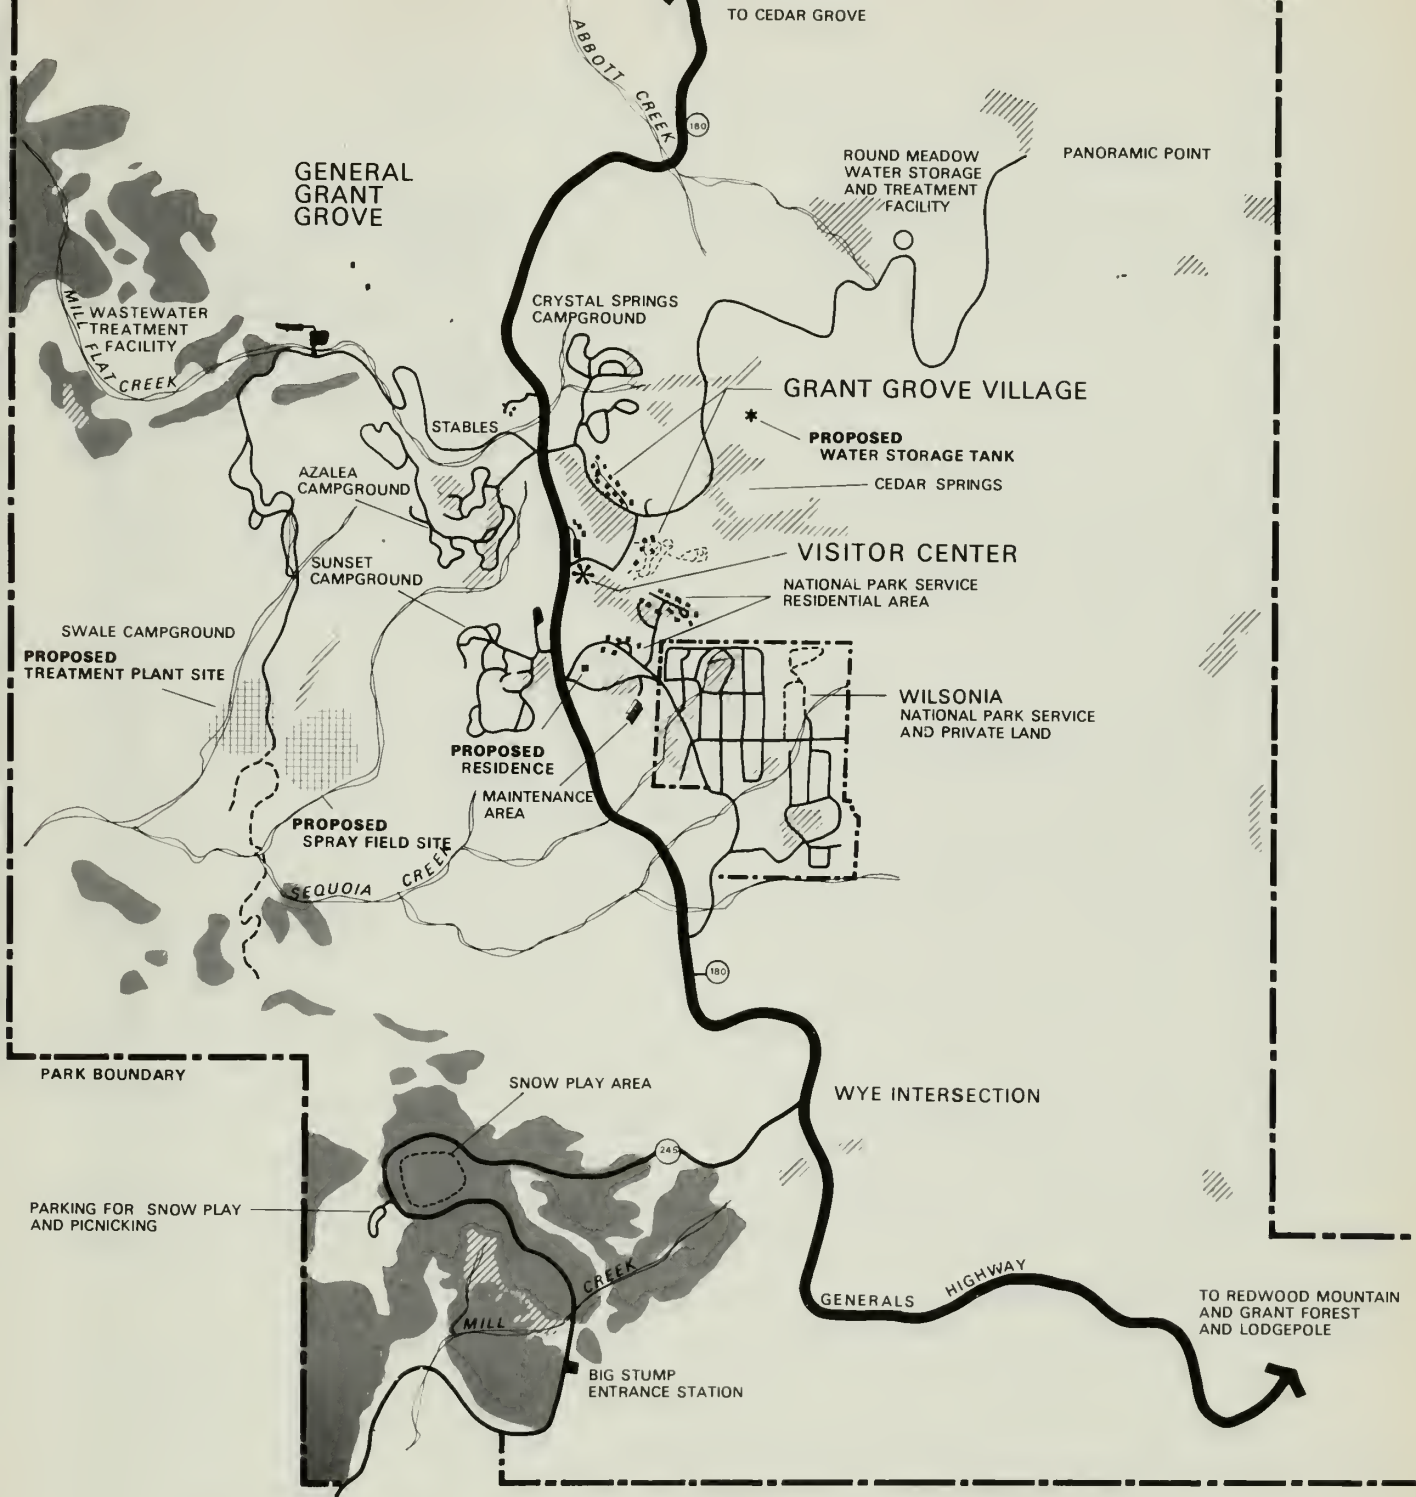 TO CEDAR GROVE
ABBOTT CREEK
180
GENERAL
GRANT
GROVE
ROUND MEADOW
WATER STORAGE
AND TREATMENT
FACILITY
PANORAMIC POINT
MILL FLAT CREEK
WASTEWATER
TREATMENT
FACILITY
CRYSTAL SPRINGS
CAMPGROUND
GRANT GROVE VILLAGE
STABLES
PROPOSED
WATER STORAGE TANK
AZALEA
CAMPGROUND
CEDAR SPRINGS
VISITOR CENTER
SUNSET
CAMPGROUND
NATIONAL PARK SERVICE
RESIDENTIAL AREA
SWALE CAMPGROUND
PROPOSED
TREATMENT PLANT SITE
WILSONIA
NATIONAL PARK SERVICE
AND PRIVATE LAND
PROPOSED
RESIDENCE
MAINTENANCE
AREA
PROPOSED
SPRAY FIELD SITE
SEQUOIA CREEK
180
PARK BOUNDARY
SNOW PLAY AREA
WYE INTERSECTION
245
PARKING FOR SNOW PLAY
AND PICNICKING
MILL CREEK
GENERALS HIGHWAY
TO REDWOOD MOUNTAIN
AND GRANT FOREST
AND LODGEPOLE
BIG STUMP
ENTRANCE STATION